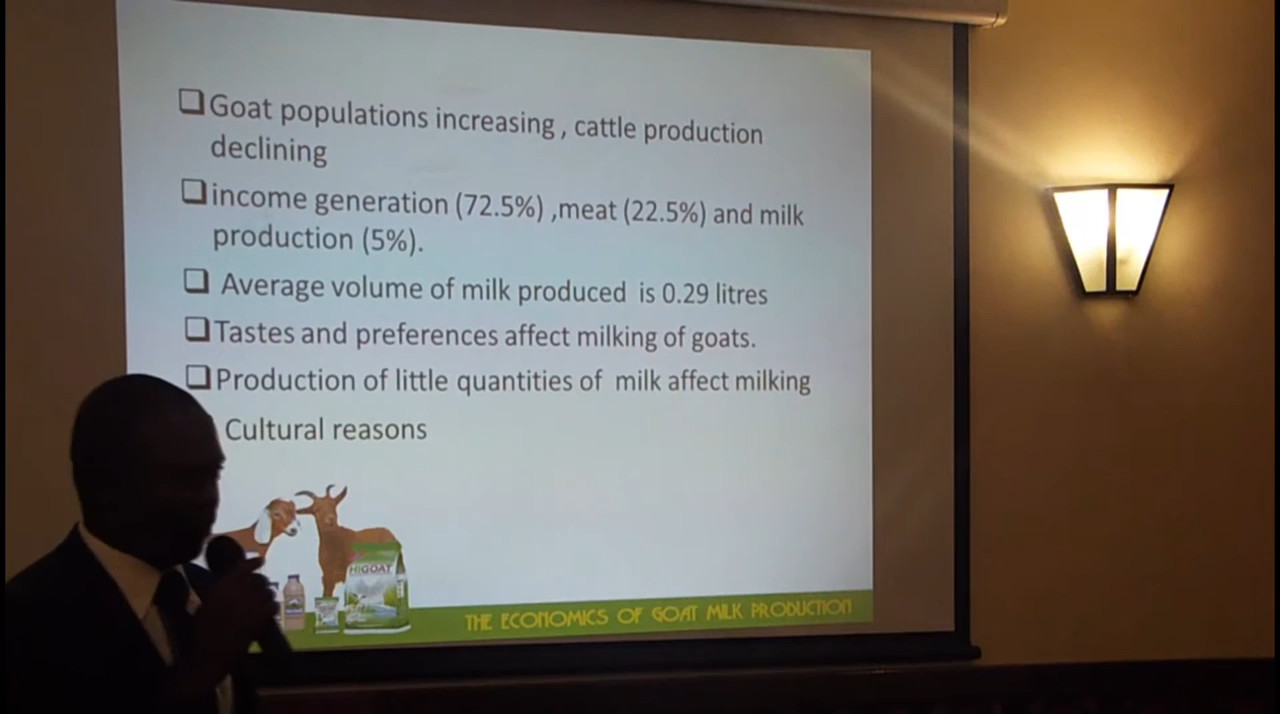 ❑Goat populations increasing , cattle production
declining
❑income generation (72.5%) ,meat (22.5%) and milk
production (5%).
❑ Average volume of milk produced is 0.29 litres
❑Tastes and preferences affect milking of goats.
❑Production of little quantities of milk affect milking
Cultural reasons
HIGOAT
THE ECONOMICS OF GOAT MILK PRODUCTION